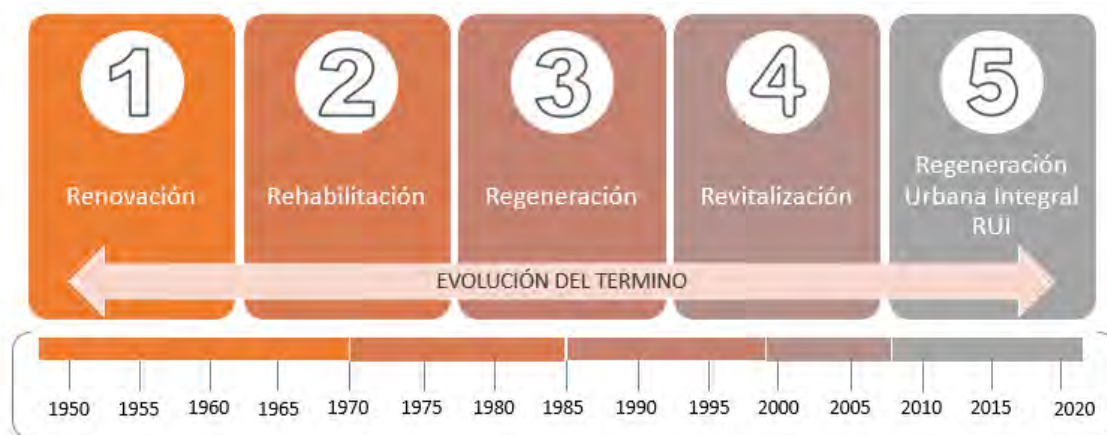 1
2
3
4
5
Renovación
Rehabilitación
Regeneración
Revitalización
Regeneración
Urbana Integral
RUI
EVOLUCIÓN DEL TERMINO
1950 1955 1960 1965 1970 1975 1980 1985 1990 1995 2000 2005 2010 2015 2020